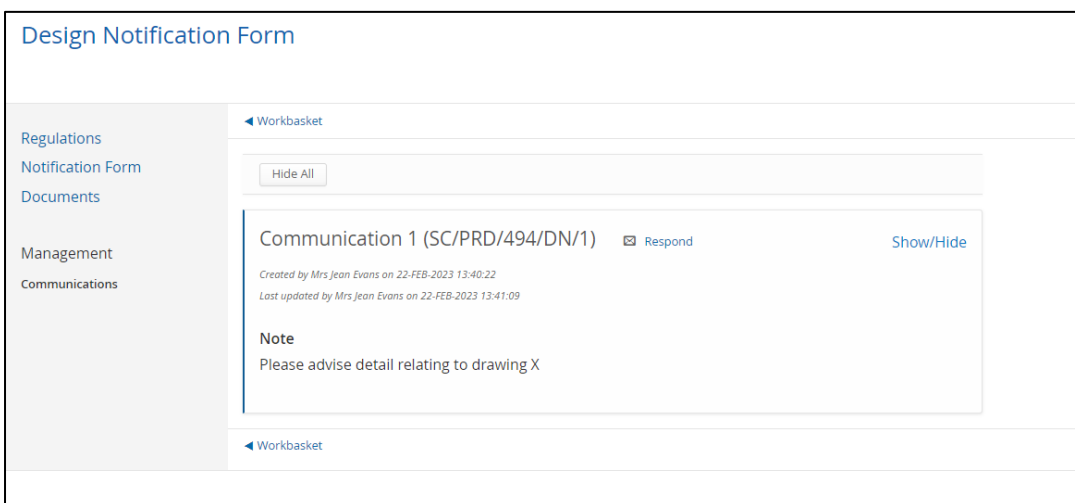 Design Notification Form
Regulations
Notification Form
Documents
Management
Communications
◀ Workbasket
Hide All
Communication 1 (SC/PRD/494/DN/1) Respond Show/Hide
Created by Mrs Jean Evans on 22-FEB-2023 13:40:22
Last updated by Mrs Jean Evans on 22-FEB-2023 13:41:09
Note
Please advise detail relating to drawing X
◀ Workbasket